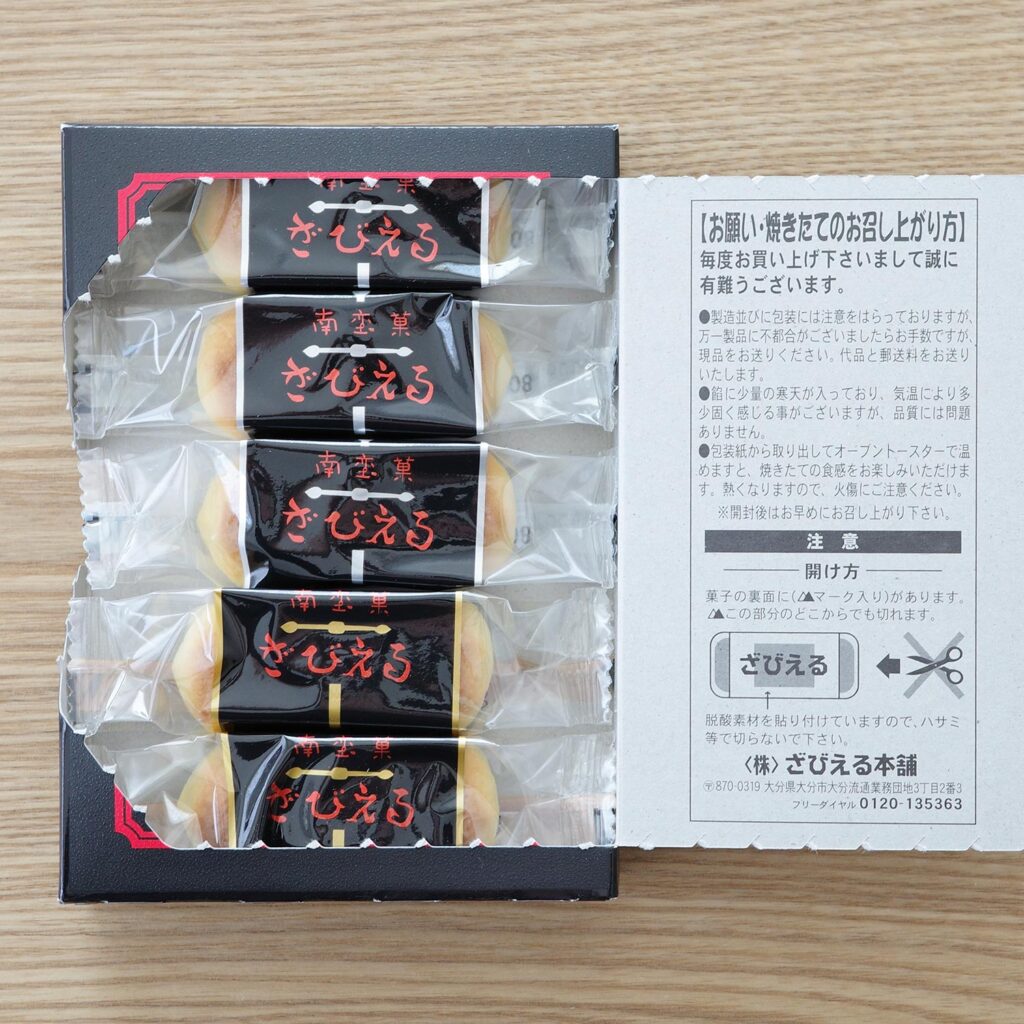 南蛮菓
ざびえる
南蛮菓
ざびえる
南蛮菓
ざびえる
南蛮菓
ざびえる
南蛮菓
ざびえる
【お願い・焼きたてのお召し上がり方】
毎度お買い上げ下さいまして誠に
有難うございます。
●製造並びに包装には注意をはらっておりますが、
万一製品に不都合がございましたらお手数ですが、
現品をお送りください。代品と郵送料をお送り
いたします。
●餡に少量の寒天が入っており、気温により多
少固く感じる事がございますが、品質には問題
ありません。
●包装紙から取り出してオーブントースターで温
めますと、焼きたての食感をお楽しみいただけま
す。熱くなりますので、火傷にご注意ください。
※開封後はお早めにお召し上がり下さい。
注意
開け方
菓子の裏面に(マーク入り)があります。
この部分のどこからでも切れます。
ざびえる
脱酸素材を貼り付けていますので、ハサミ
等で切らないで下さい。
〈株〉ざびえる本舗
〒870-0319 大分県大分市大分流通業務団地3丁目2番3
フリーダイヤル 0120-135363